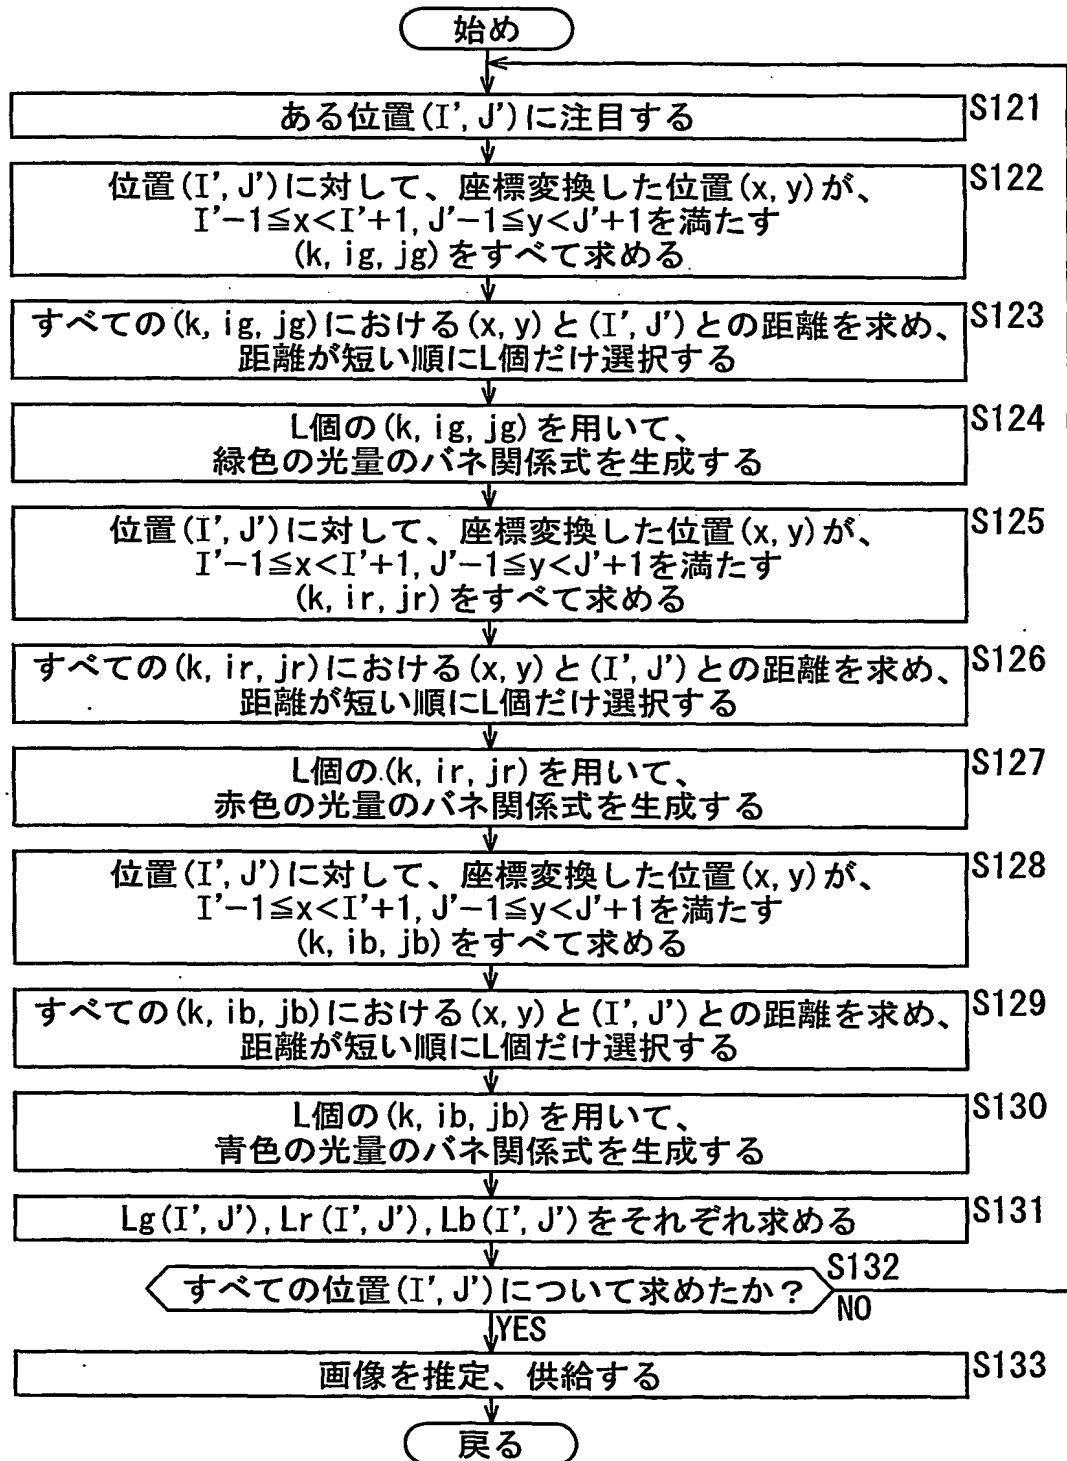 始め
ある位置(I', J')に注目する
S121
位置(I', J')に対して、座標変換した位置(x, y)が、
I'-1≦x<I'+1, J'-1≦y<J'+1を満たす
(k, ig, jg)をすべて求める
S122
すべての(k, ig, jg)における(x, y)と(I', J')との距離を求め、
距離が短い順にL個だけ選択する
S123
L個の(k, ig, jg)を用いて、
緑色の光量のバネ関係式を生成する
S124
位置(I', J')に対して、座標変換した位置(x, y)が、
I'-1≦x<I'+1, J'-1≦y<J'+1を満たす
(k, ir, jr)をすべて求める
S125
すべての(k, ir, jr)における(x, y)と(I', J')との距離を求め、
距離が短い順にL個だけ選択する
S126
L個の(k, ir, jr)を用いて、
赤色の光量のバネ関係式を生成する
S127
位置(I', J')に対して、座標変換した位置(x, y)が、
I'-1≦x<I'+1, J'-1≦y<J'+1を満たす
(k, ib, jb)をすべて求める
S128
すべての(k, ib, jb)における(x, y)と(I', J')との距離を求め、
距離が短い順にL個だけ選択する
S129
L個の(k, ib, jb)を用いて、
青色の光量のバネ関係式を生成する
S130
Lg(I', J'), Lr(I', J'), Lb(I', J')をそれぞれ求める
S131
すべての位置(I', J')について求めたか？
S132
NO
YES
画像を推定、供給する
S133
戻る